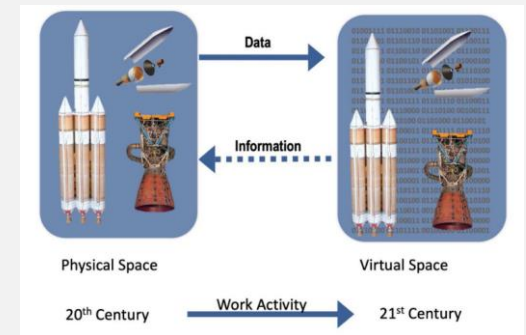 Data
Information
Physical Space
Virtual Space
20th Century
Work Activity
21st Century